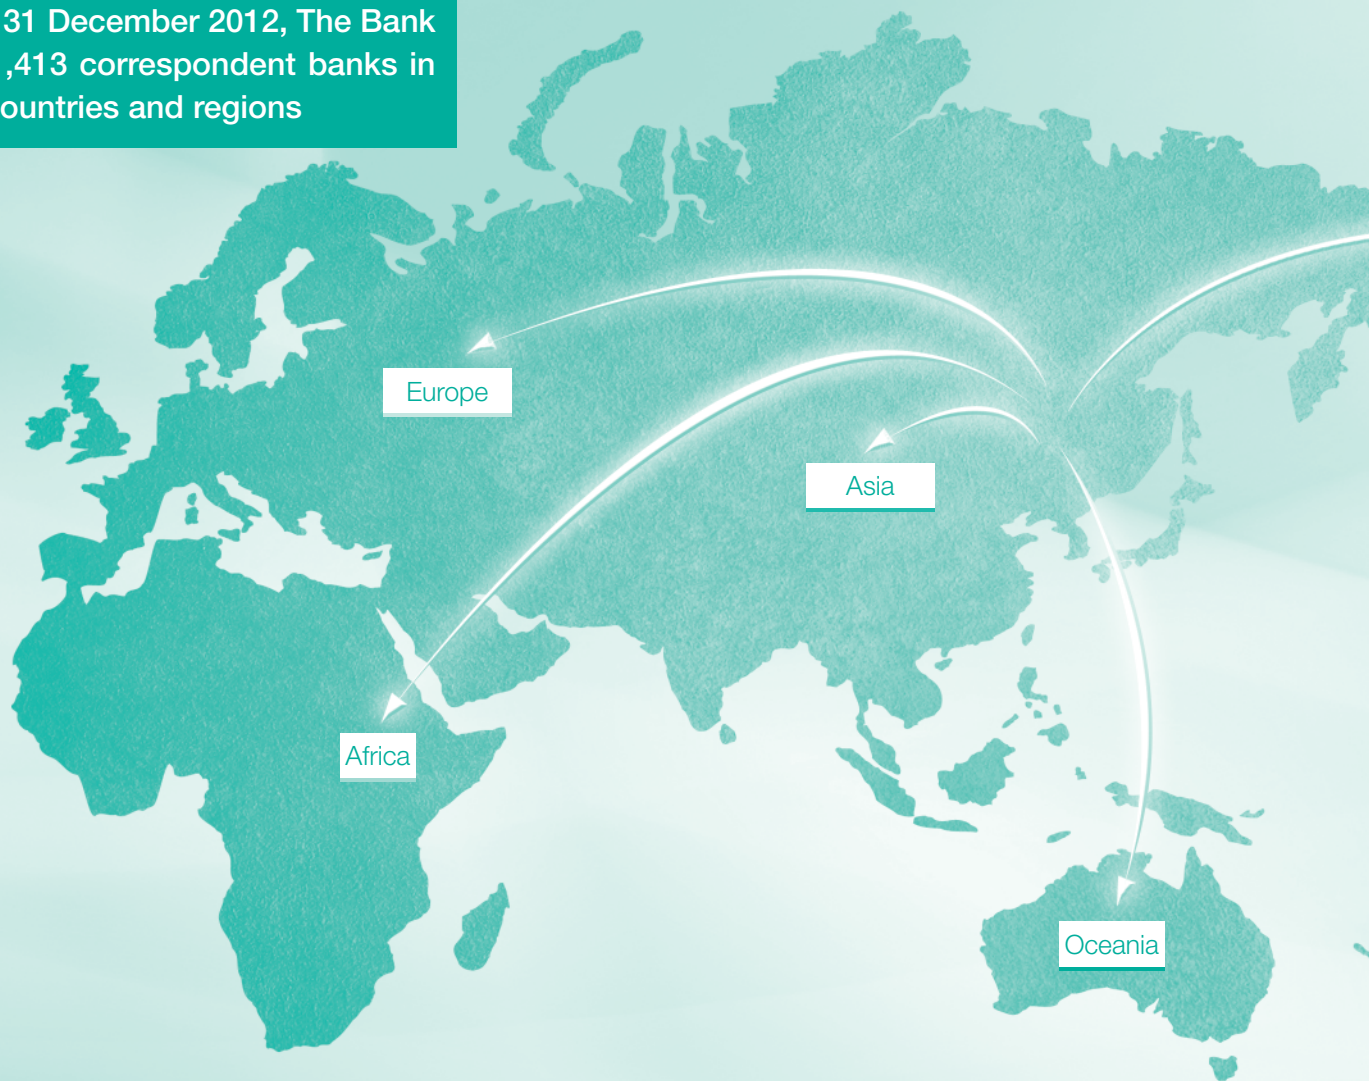 31 December 2012, The Bank
,413 correspondent banks in
ountries and regions
Europe
Asia
Africa
Oceania